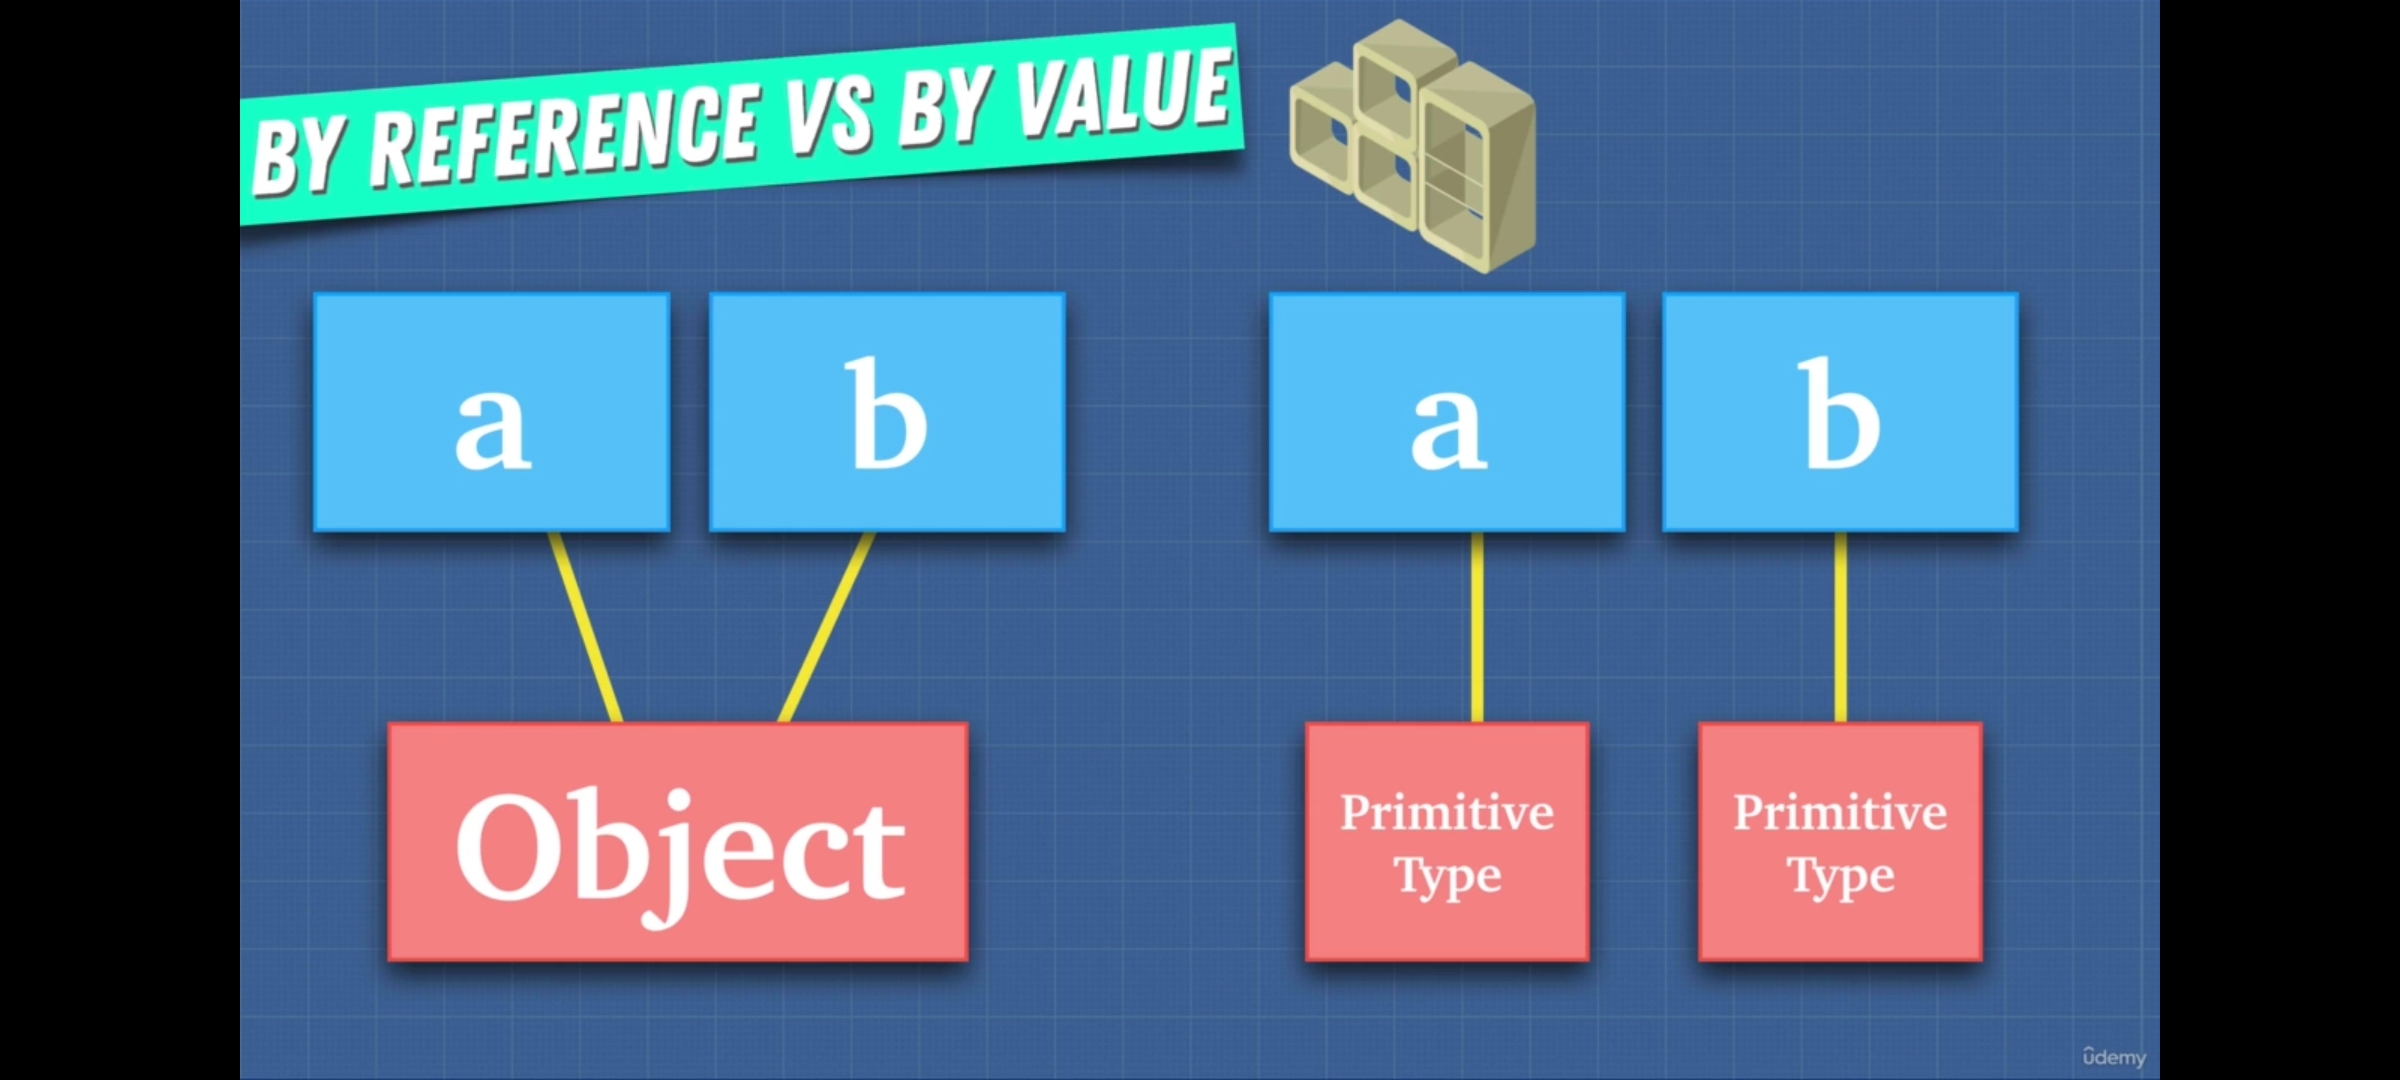 BY REFERENCE VS BY VALUE
a
b
a
b
Object
Primitive
Type
Primitive
Type
ûdemy